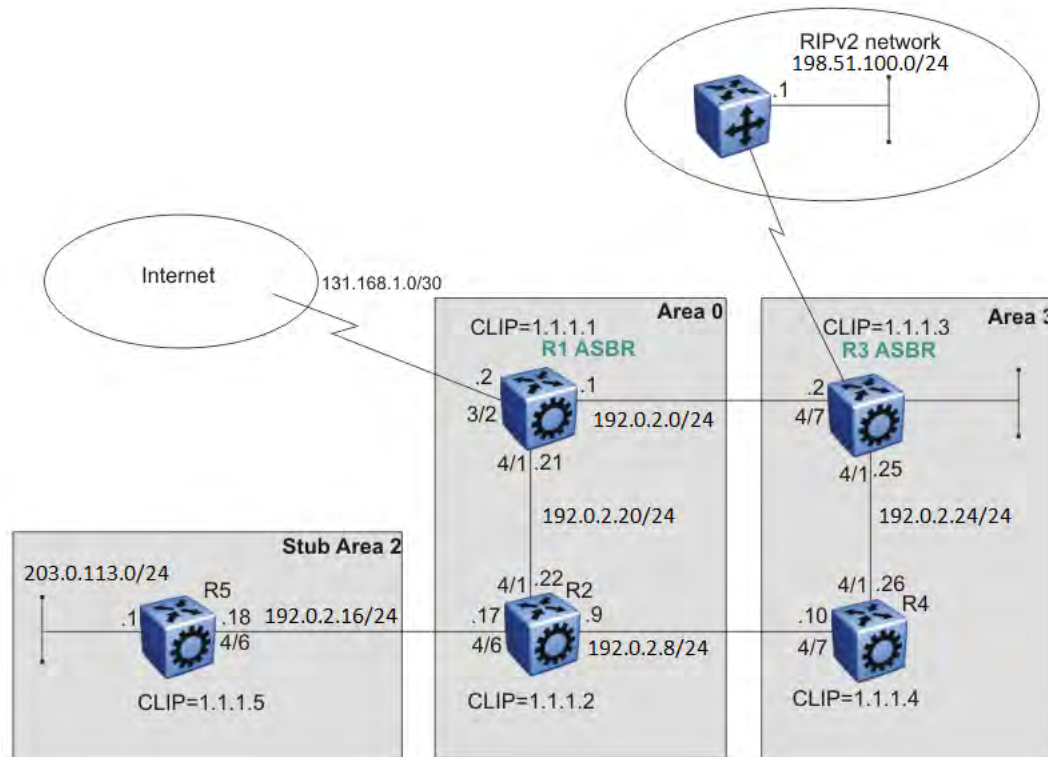 RIPv2 network
198.51.100.0/24
.1
Internet
131.168.1.0/30
Area 0
CLIP=1.1.1.1
R1 ASBR
.2
.1
3/2
192.0.2.0/24
4/1 .21
192.0.2.20/24
Area 3
CLIP=1.1.1.3
R3 ASBR
.2
4/7
4/1 .25
192.0.2.24/24
Stub Area 2
203.0.113.0/24
R5
.1
.18
4/6
192.0.2.16/24
CLIP=1.1.1.5
4/1 .22
R2
.17
.9
4/6
192.0.2.8/24
CLIP=1.1.1.2
4/1 .26
R4
.10
4/7
CLIP=1.1.1.4